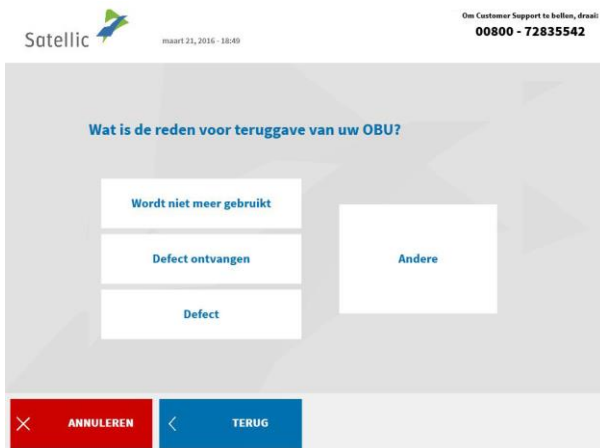 Satellic
maart 21, 2016 - 18:49
Om Customer Support te bellen, draai:
00800 - 72835542
Wat is de reden voor teruggave van uw OBU?
Wordt niet meer gebruikt
Defect ontvangen
Defect
Andere
ANNULEREN
TERUG